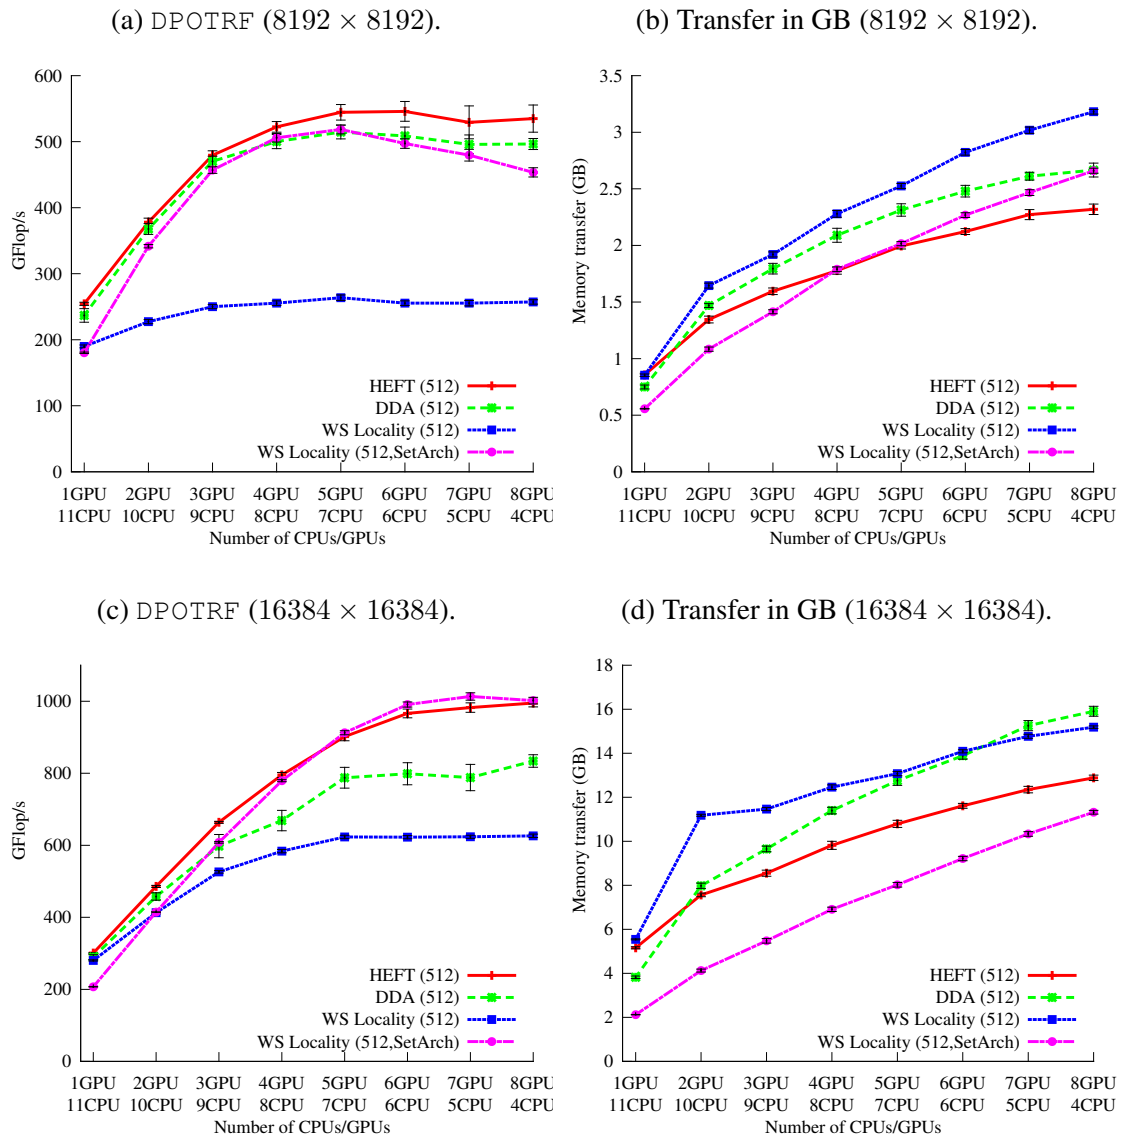 (a) DPOTRF (8192 × 8192).
600
500
400
300
200
100
0
GFlop/s
HEFT (512)
DDA (512)
WS Locality (512)
WS Locality (512,SetArch)
1GPU 2GPU 3GPU 4GPU 5GPU 6GPU 7GPU 8GPU
11CPU 10CPU 9CPU 8CPU 7CPU 6CPU 5CPU 4CPU
Number of CPUs/GPUs
(b) Transfer in GB (8192 × 8192).
3.5
3
2.5
2
1.5
1
0.5
0
Memory transfer (GB)
HEFT (512)
DDA (512)
WS Locality (512)
WS Locality (512,SetArch)
1GPU 2GPU 3GPU 4GPU 5GPU 6GPU 7GPU 8GPU
11CPU 10CPU 9CPU 8CPU 7CPU 6CPU 5CPU 4CPU
Number of CPUs/GPUs
(c) DPOTRF (16384 × 16384).
1000
800
600
400
200
0
GFlop/s
HEFT (512)
DDA (512)
WS Locality (512)
WS Locality (512,SetArch)
1GPU 2GPU 3GPU 4GPU 5GPU 6GPU 7GPU 8GPU
11CPU 10CPU 9CPU 8CPU 7CPU 6CPU 5CPU 4CPU
Number of CPUs/GPUs
(d) Transfer in GB (16384 × 16384).
18
16
14
12
10
8
6
4
2
0
Memory transfer (GB)
HEFT (512)
DDA (512)
WS Locality (512)
WS Locality (512,SetArch)
1GPU 2GPU 3GPU 4GPU 5GPU 6GPU 7GPU 8GPU
11CPU 10CPU 9CPU 8CPU 7CPU 6CPU 5CPU 4CPU
Number of CPUs/GPUs